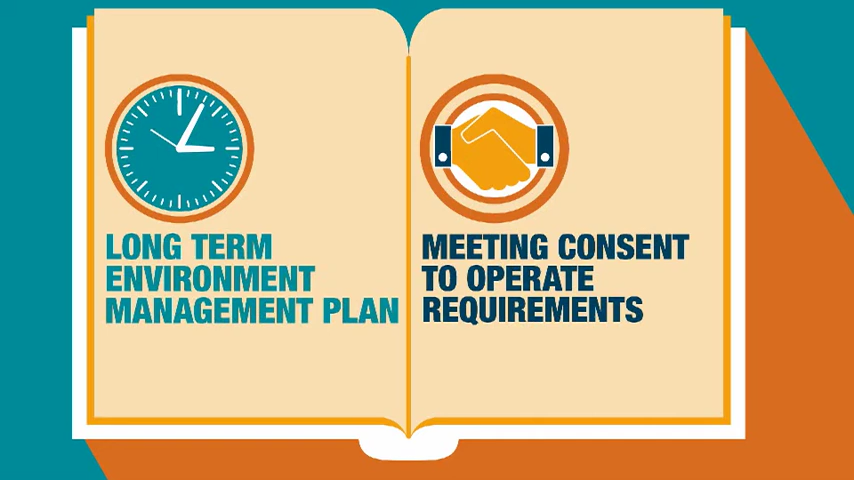 LONG TERM
ENVIRONMENT
MANAGEMENT PLAN
MEETING CONSENT
TO OPERATE
REQUIREMENTS